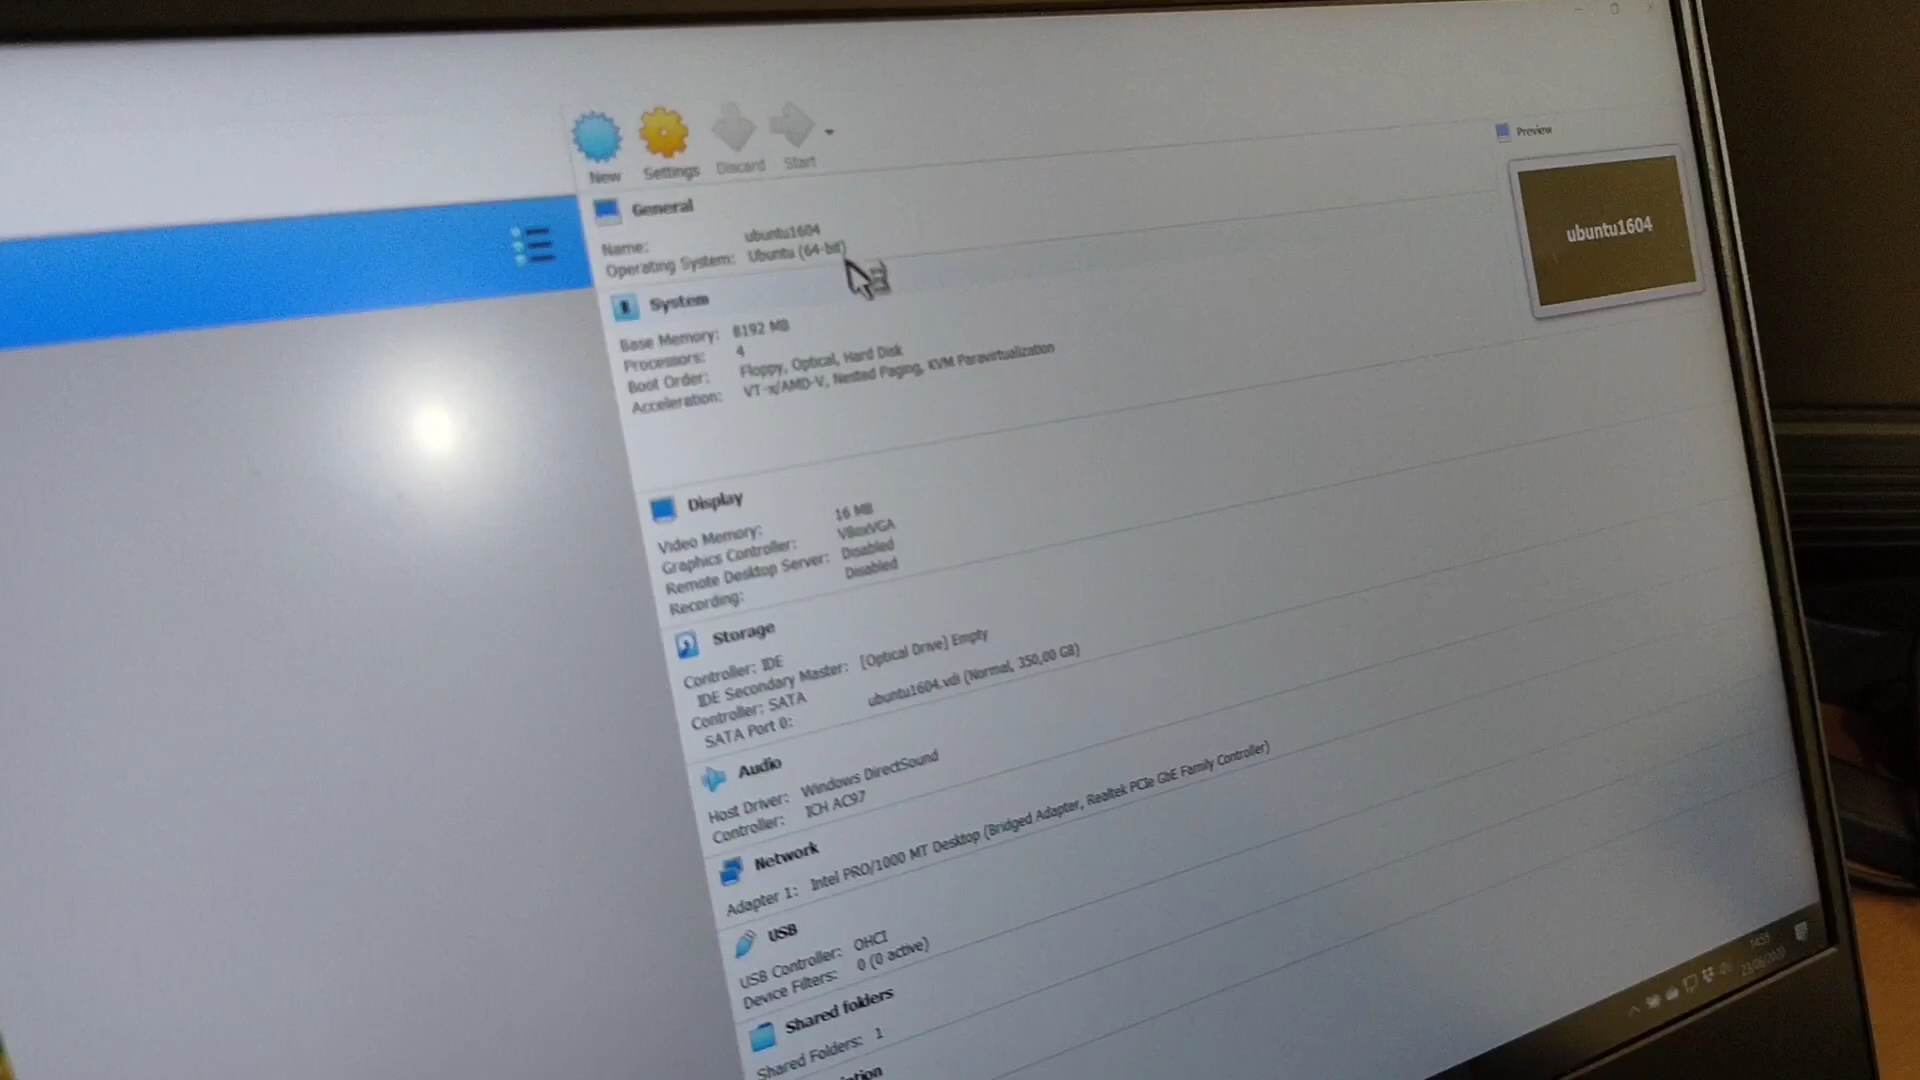 New Settings Discard Start
Preview
ubuntu1604
General
Name: ubuntu1604
Operating System: Ubuntu (64-bit)
System
Base Memory: 8192 MB
Processors: 4
Boot Order: Floppy, Optical, Hard Disk
Acceleration: VT-x/AMD-V, Nested Paging, KVM Paravirtualization
Display
Video Memory: 16 MB
Graphics Controller: VBoxVGA
Remote Desktop Server: Disabled
Recording: Disabled
Storage
Controller: IDE
IDE Secondary Master: [Optical Drive] Empty
Controller: SATA
SATA Port 0: ubuntu1604.vdi (Normal, 350,00 GB)
Audio
Host Driver: Windows DirectSound
Controller: ICH AC97
Network
Adapter 1: Intel PRO/1000 MT Desktop (Bridged Adapter, Realtek PCIe GbE Family Controller)
USB
USB Controller: OHCI
Device Filters: 0 (0 active)
Shared folders
Shared Folders: 1